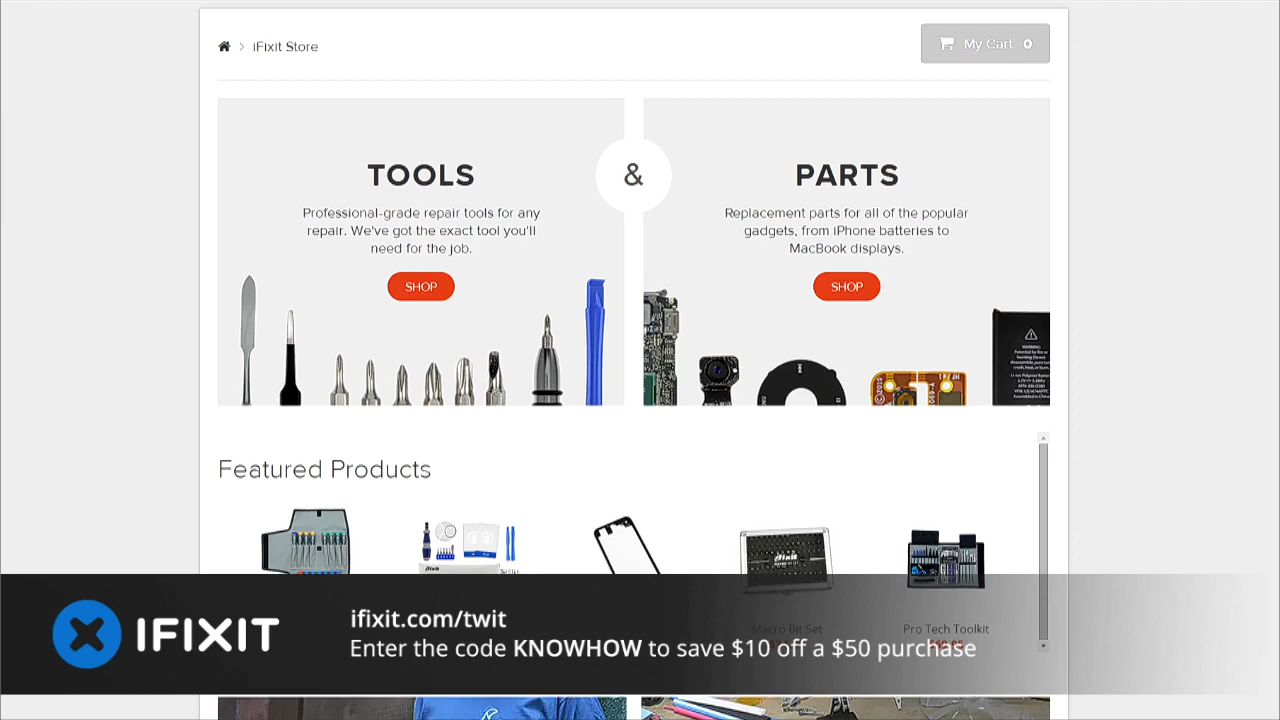 iFixit Store
My Cart 0
TOOLS
&
PARTS
Professional-grade repair tools for any
repair. We've got the exact tool you'll
need for the job.
SHOP
Replacement parts for all of the popular
gadgets, from iPhone batteries to
MacBook displays.
SHOP
WARNING
Featured Products
Macro Bit Set
Pro Tech Toolkit
IFIXIT
ifixit.com/twit
Enter the code KNOWHOW to save $10 off a $50 purchase